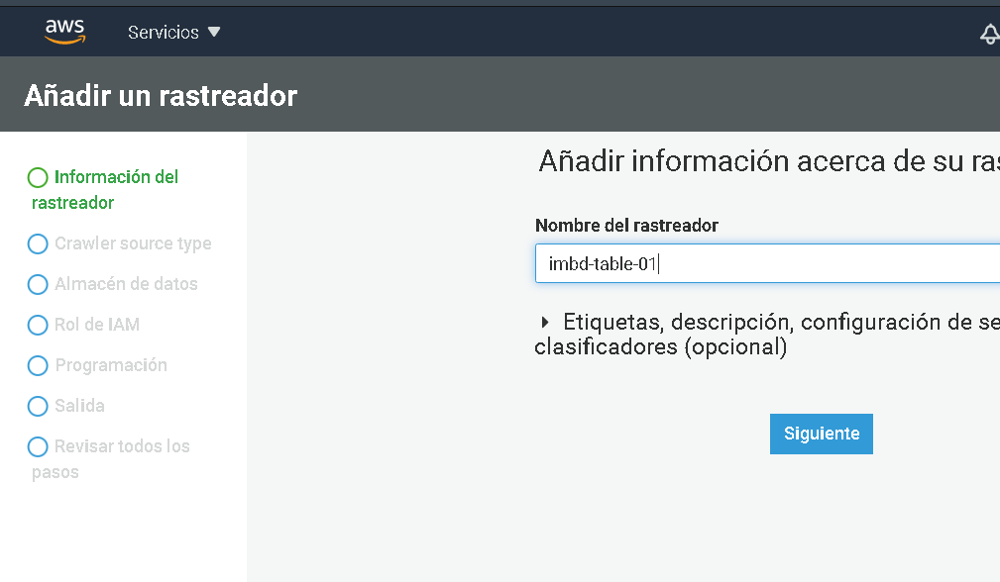 aws
Servicios
Añadir un rastreador
Información del
rastreador
Crawler source type
Almacén de datos
Rol de IAM
Programación
Salida
Revisar todos los
pasos
Añadir información acerca de su
Nombre del rastreador
imbd-table-01
Etiquetas, descripción, configuración de
clasificadores (opcional)
Siguiente